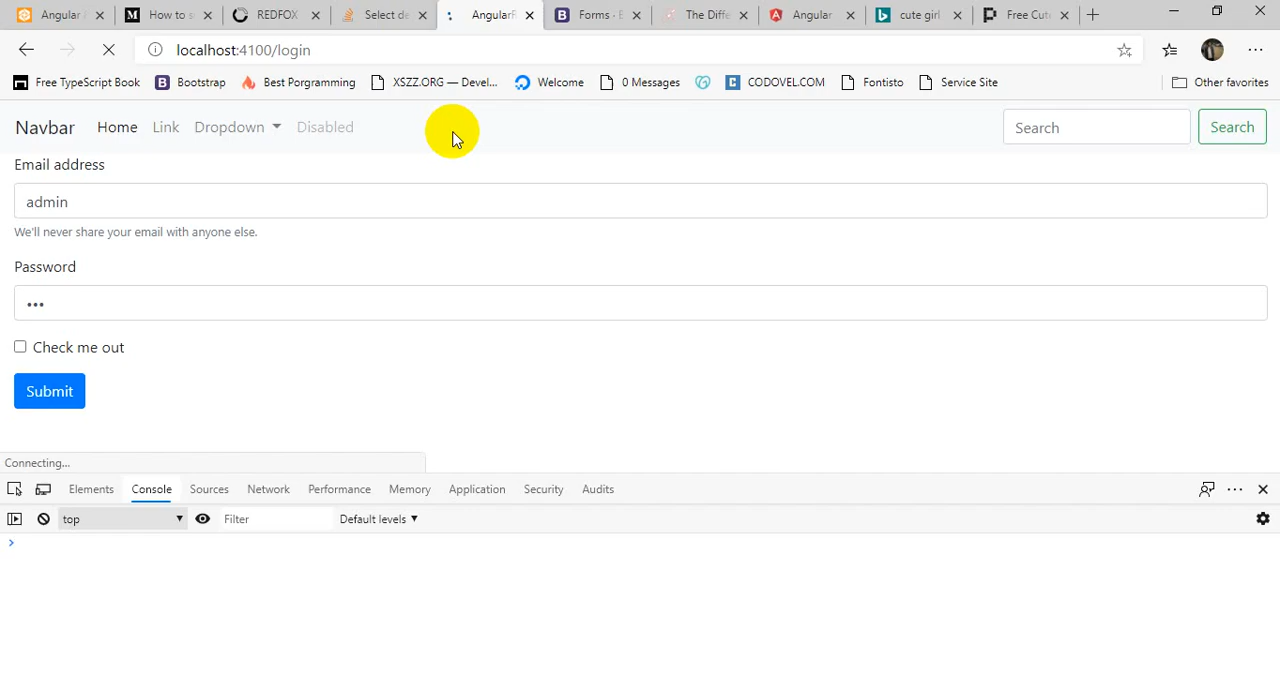 Angular
How to s
REDFOX
Select de
Angular
Forms · B
The Diffe
Angular
cute girl
Free Cut
localhost:4100/login
Free TypeScript Book
Bootstrap
Best Porgramming
XSZZ.ORG — Devel...
Welcome
0 Messages
CODOVEL.COM
Fontisto
Service Site
Other favorites
Navbar
Home
Link
Dropdown
Disabled
Search
Search
Email address
admin
We'll never share your email with anyone else.
Password
Check me out
Submit
Connecting...
Elements
Console
Sources
Network
Performance
Memory
Application
Security
Audits
top
Filter
Default levels